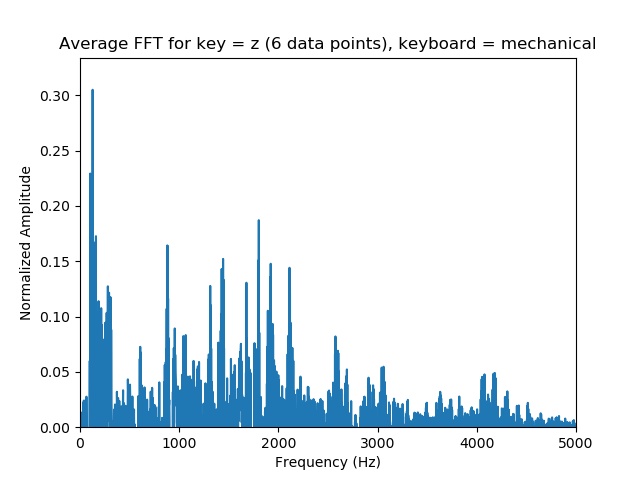 Average FFT for key = z (6 data points), keyboard = mechanical
0.30
0.25
0.20
0.15
0.10
0.05
0.00
Normalized Amplitude
0 1000 2000 3000 4000 5000
Frequency (Hz)